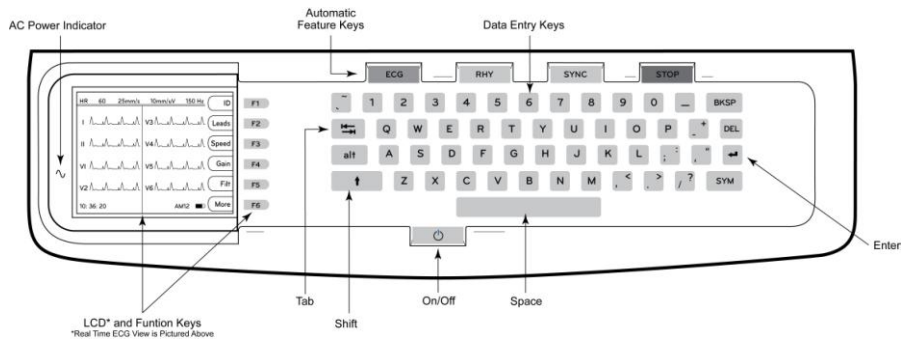 Automatic
Feature Keys
AC Power Indicator
Data Entry Keys
ECG RHY SYNC STOP
HR 60 25mm/s 10mm/uV 150 Hz ID F1
~ ` 1 2 3 4 5 6 7 8 9 0 _ BKSP
I V3 Leads F2
Q W E R T Y U I O P - + DEL
II V4 Speed F3
alt A S D F G H J K L ; : , "
V1 V5 Gain F4
V2 V6 Filt F5
Z X C V B N M , < . > / ? SYM
10: 36: 20 AM12 More F6
Enter
Tab
On/Off
Space
LCD* and Funtion Keys
*Real Time ECG View is Pictured Above
Shift